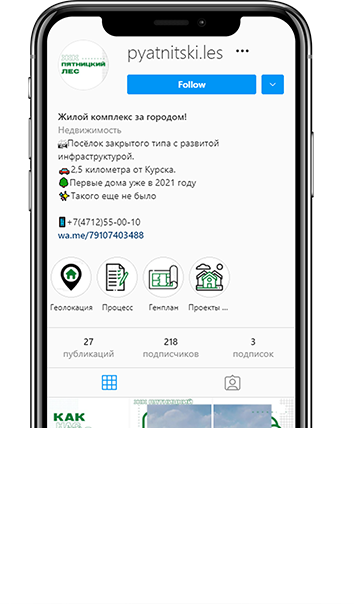 pyatnitski.les
ЖК
ПЯТНИЦКИЙ
ЛЕС
Follow
Жилой комплекс за городом!
Недвижимость
Посёлок закрытого типа с развитой
инфраструктурой.
2,5 километра от Курска.
Первые дома уже в 2021 году
Такого еще не было
+7(4712)55-00-10
wa.me/79107403488
Геолокация Процесс Генплан Проекты ...
27 218 3
публикаций подписчиков подписок
КАК